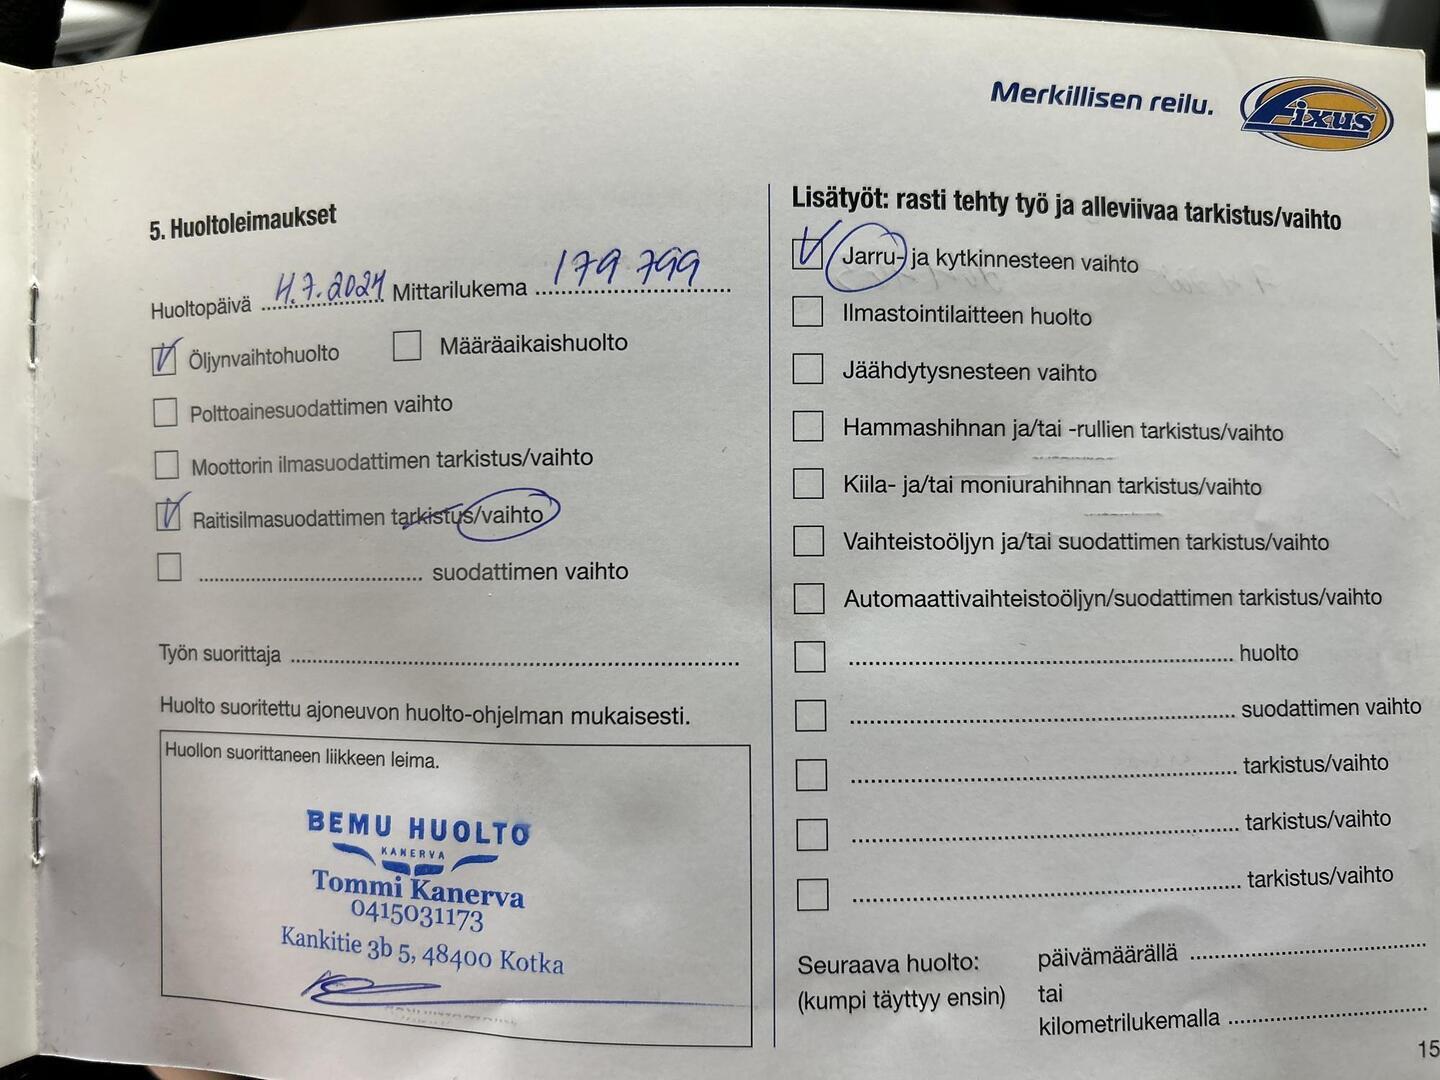 Merkillisen reilu.
Fixus
5. Huoltoleimaukset
Huoltopäivä 4.7.2024 Mittarilukema 179 799
Öljynvaihtohuolto
Määräaikaishuolto
Polttoainesuodattimen vaihto
Moottorin ilmasuodattimen tarkistus/vaihto
Raitisilmasuodattimen tarkistus/vaihto
suodattimen vaihto
Työn suorittaja
Huolto suoritettu ajoneuvon huolto-ohjelman mukaisesti.
Huollon suorittaneen liikkeen leima.
BEMU HUOLTO
KANERVA
Tommi Kanerva
0415031173
Kankitie 3b 5, 48400 Kotka
Lisätyöt: rasti tehty työ ja alleviivaa tarkistus/vaihto
Jarru- ja kytkinnesteen vaihto
Ilmastointilaitteen huolto
Jäähdytysnesteen vaihto
Hammashihnan ja/tai -rullien tarkistus/vaihto
Kiila- ja/tai moniurahihnan tarkistus/vaihto
Vaihteistoöljyn ja/tai suodattimen tarkistus/vaihto
Automaattivaihteistoöljyn/suodattimen tarkistus/vaihto
huolto
suodattimen vaihto
tarkistus/vaihto
tarkistus/vaihto
tarkistus/vaihto
Seuraava huolto: päivämäärällä
(kumpi täyttyy ensin) tai
kilometrilukemalla
15